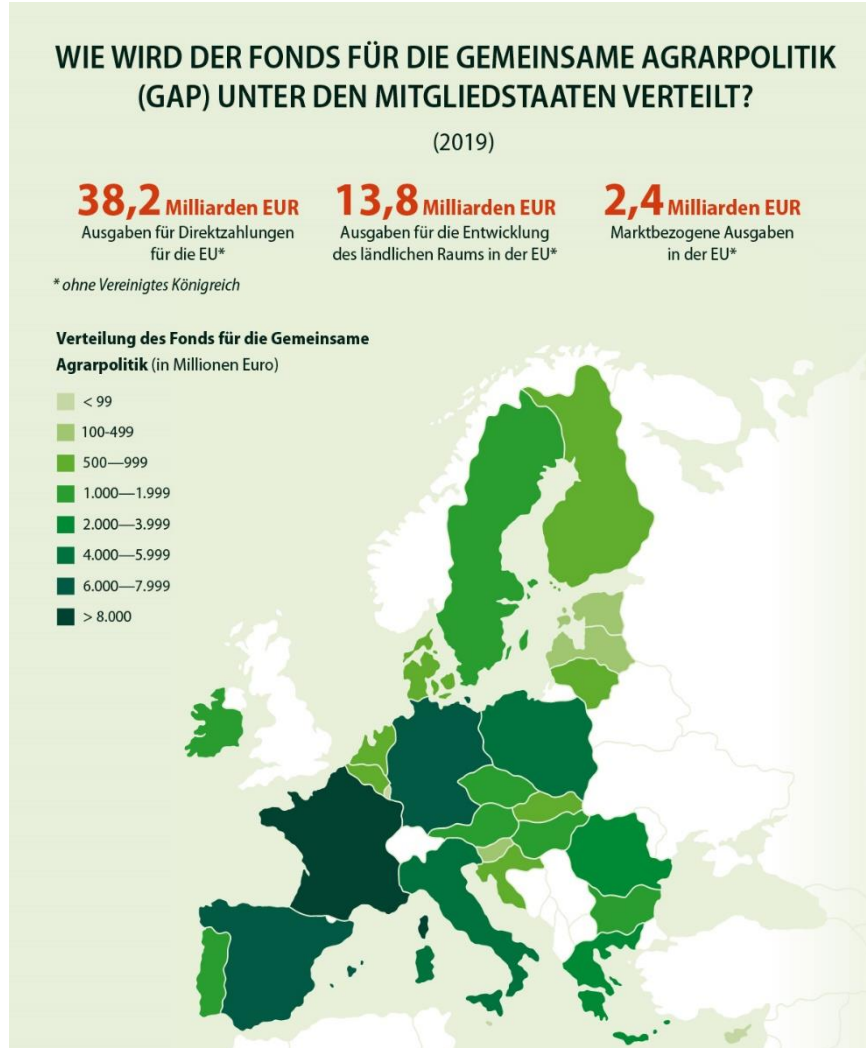 WIE WIRD DER FONDS FÜR DIE GEMEINSAME AGRARPOLITIK
(GAP) UNTER DEN MITGLIEDSTAATEN VERTEILT?
(2019)
38,2 Milliarden EUR
Ausgaben für Direktzahlungen
für die EU*
13,8 Milliarden EUR
Ausgaben für die Entwicklung
des ländlichen Raums in der EU*
2,4 Milliarden EUR
Marktbezogene Ausgaben
in der EU*
* ohne Vereinigtes Königreich
Verteilung des Fonds für die Gemeinsame
Agrarpolitik (in Millionen Euro)
< 99
100-499
500—999
1.000—1.999
2.000—3.999
4.000—5.999
6.000—7.999
> 8.000